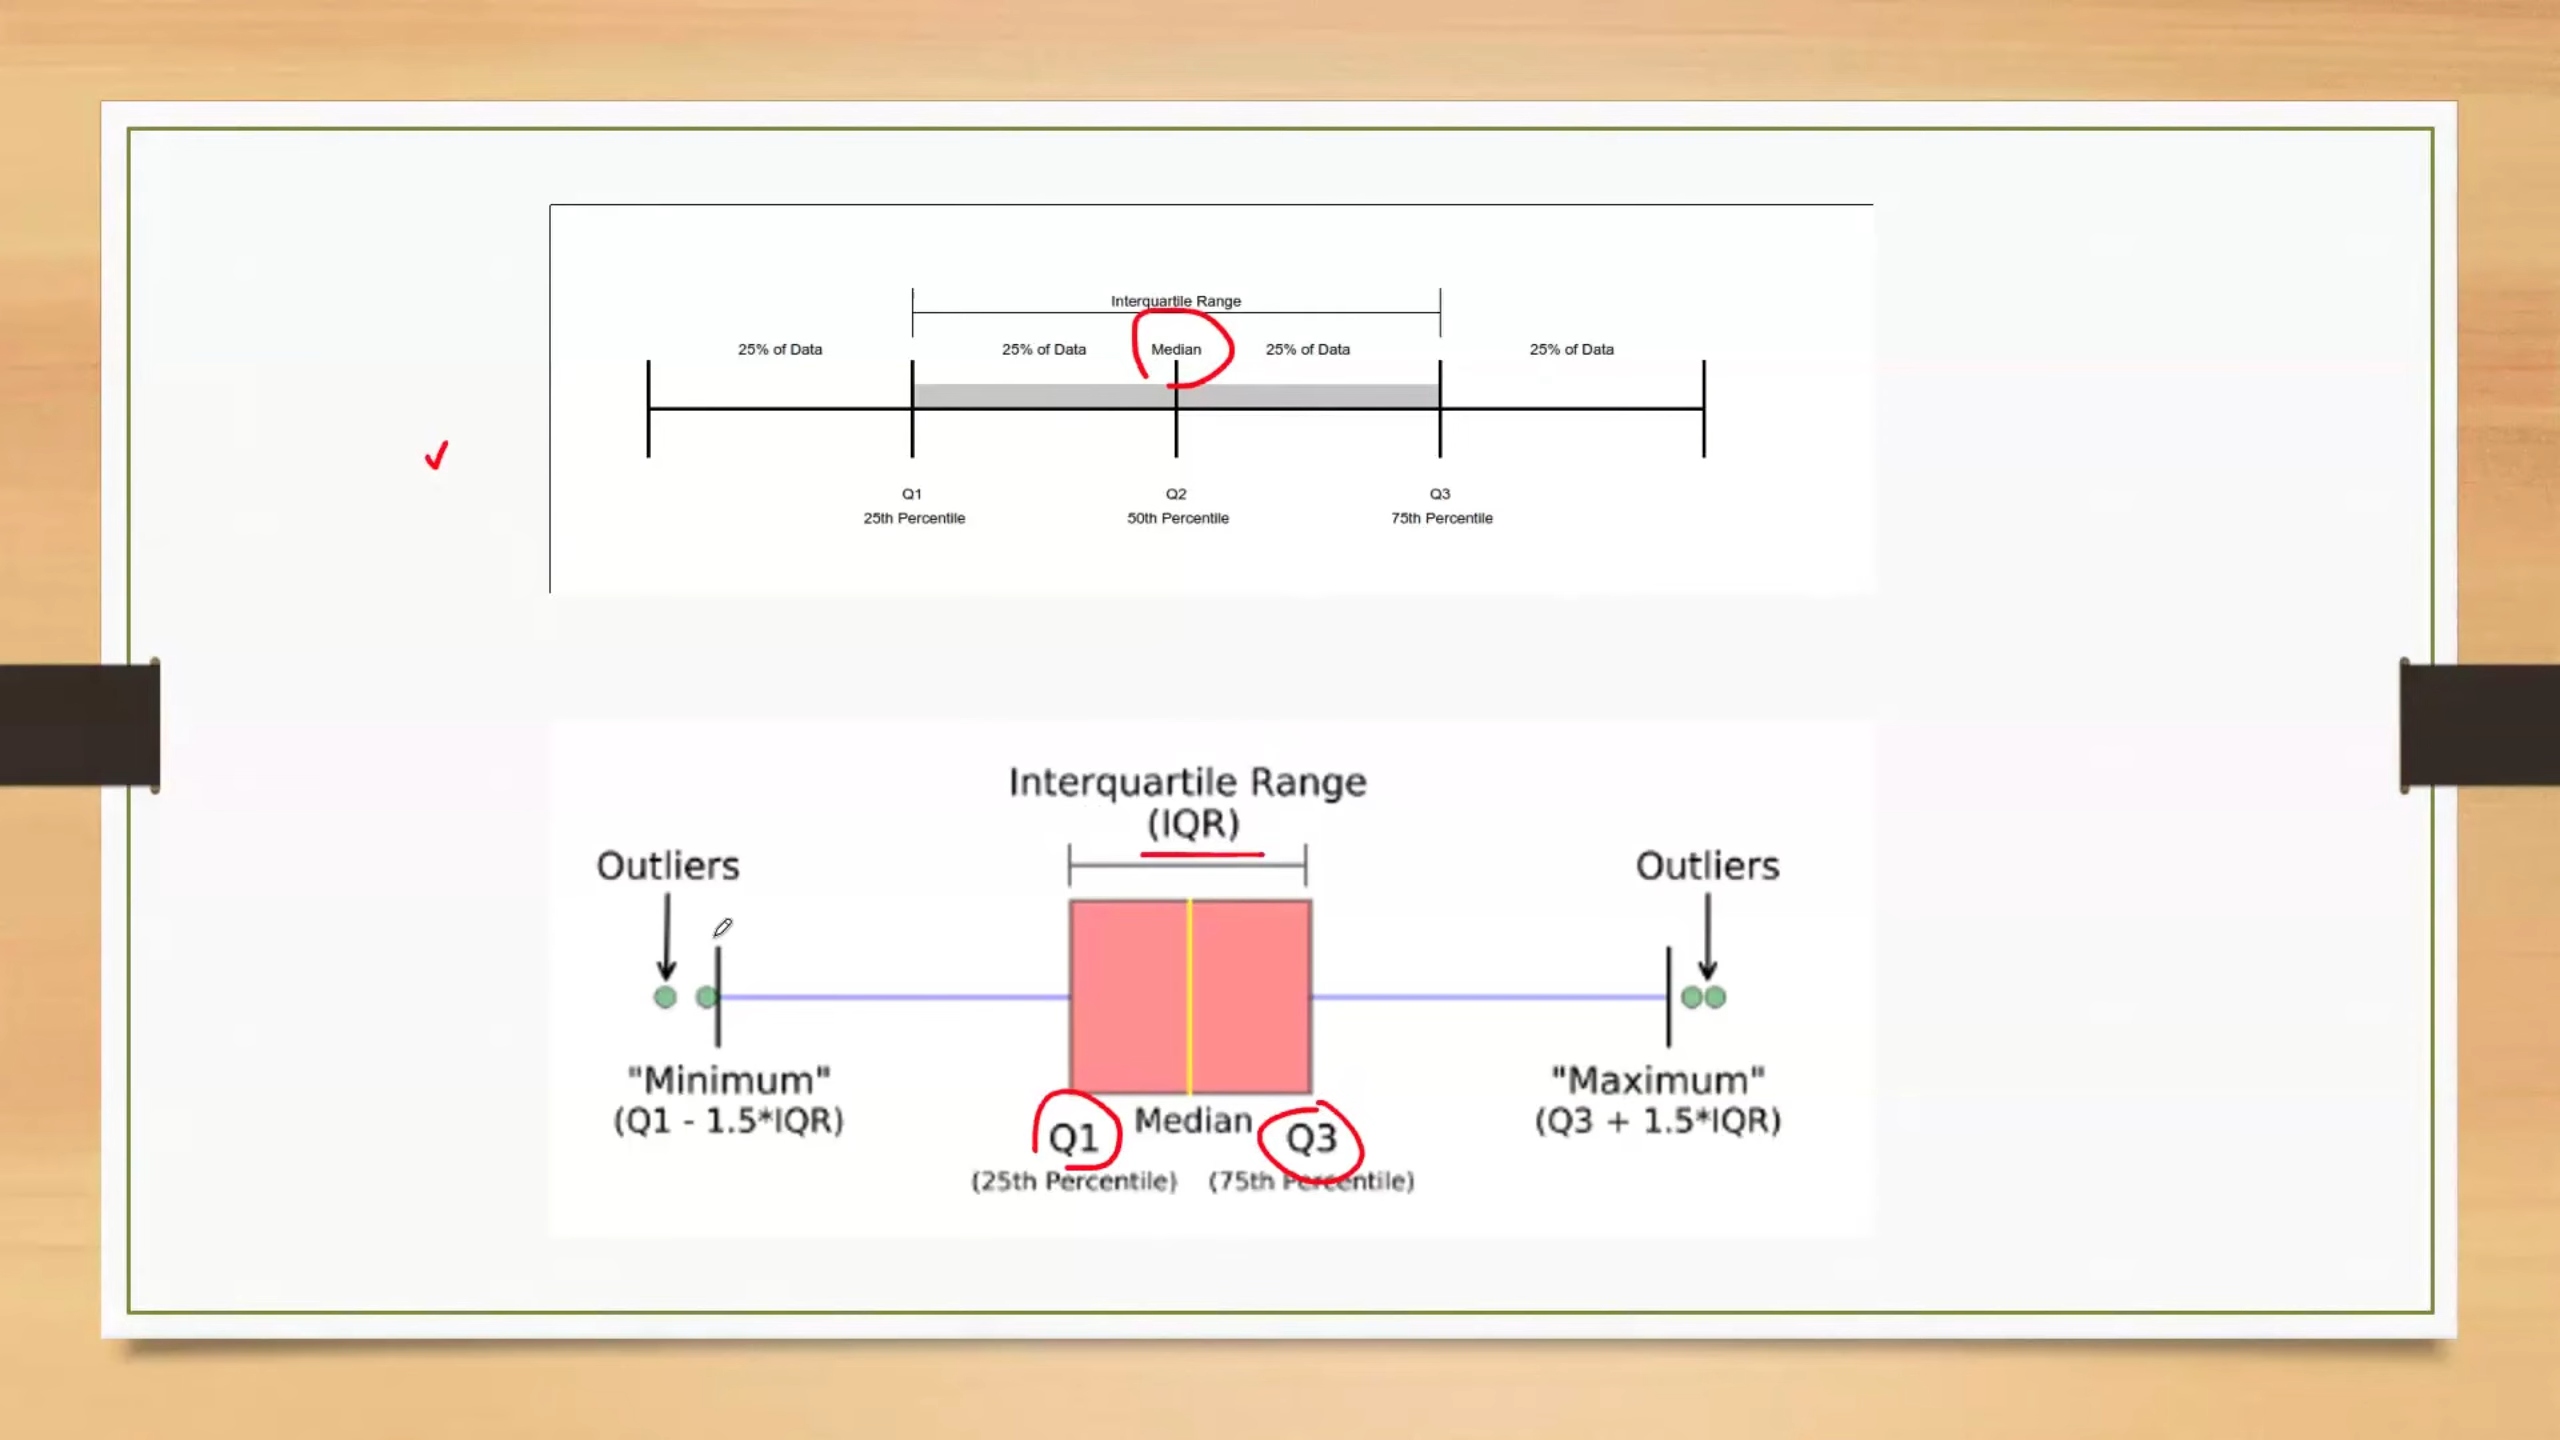 Interquartile Range
25% of Data
25% of Data
Median
25% of Data
25% of Data
Q1
Q2
Q3
25th Percentile
50th Percentile
75th Percentile
Interquartile Range
(IQR)
Outliers
Outliers
"Minimum"
(Q1 - 1.5*IQR)
"Maximum"
(Q3 + 1.5*IQR)
Median
Q1
Q3
(25th Percentile)
(75th Percentile)